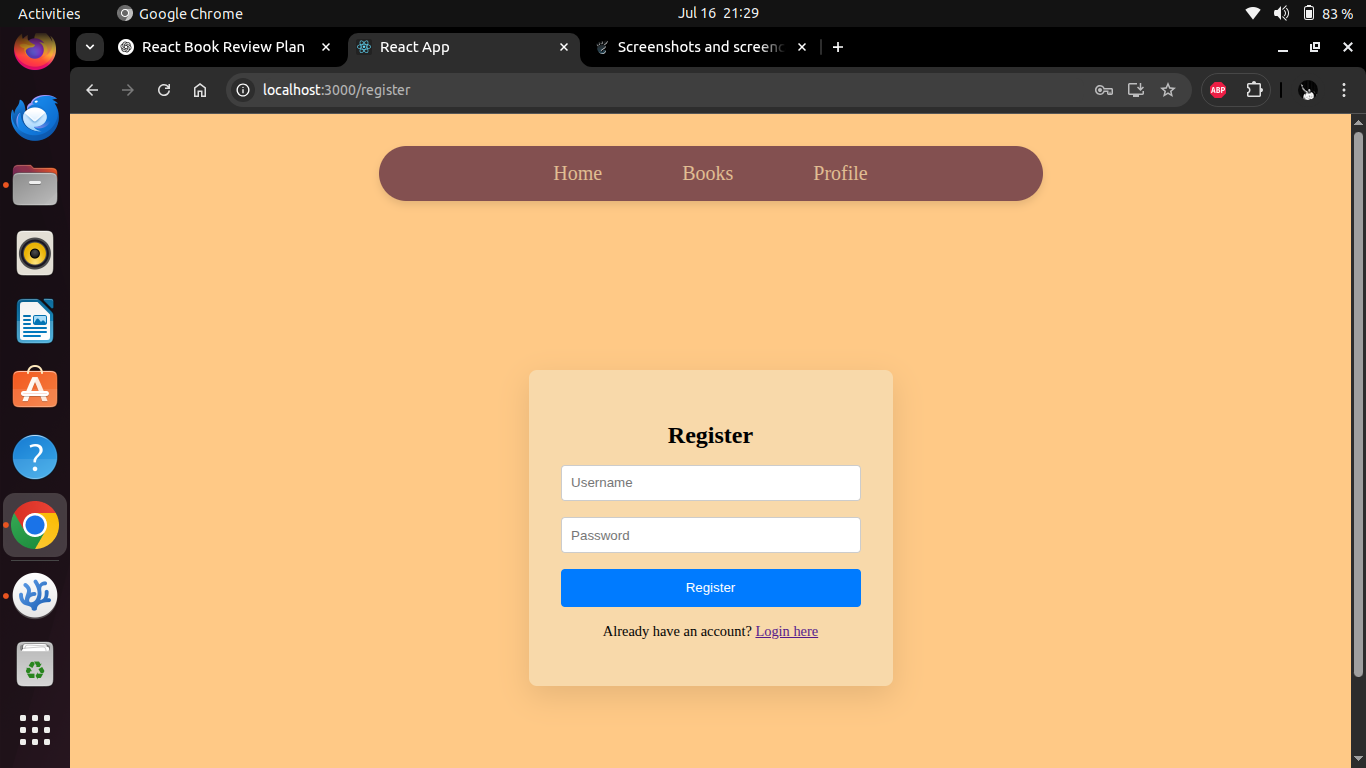 Activities Google Chrome Jul 16 21:29 83 %
React Book Review Plan React App Screenshots and screenc
localhost:3000/register ABP
Home Books Profile
Register
Username
Password
Register
Already have an account? Login here